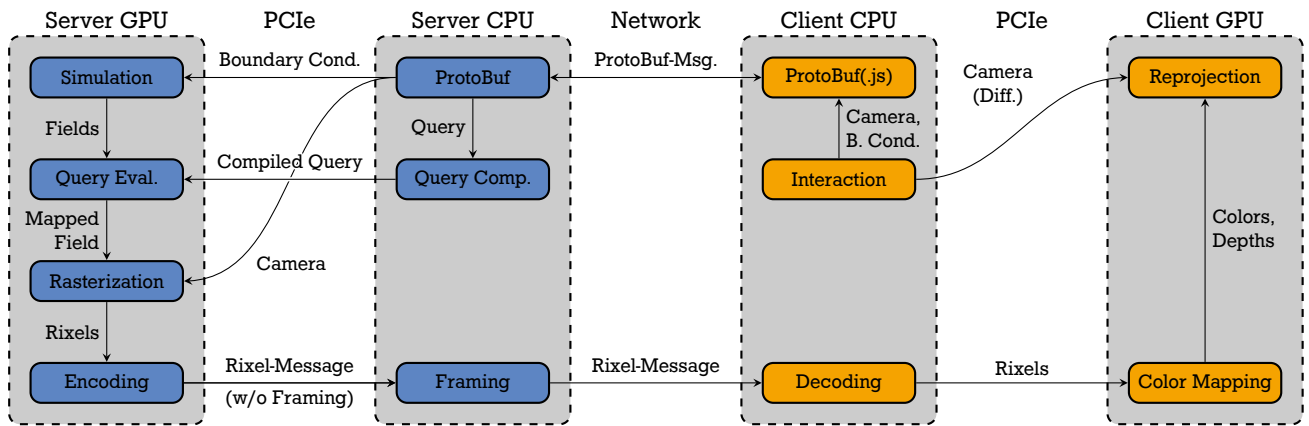 Server GPU
PCIe
Server CPU
Network
Client CPU
PCIe
Client GPU
Simulation
Boundary Cond.
ProtoBuf
ProtoBuf-Msg.
ProtoBuf(.js)
Camera
(Diff.)
Reprojection
Fields
Query
Camera,
B. Cond.
Query Eval.
Compiled Query
Query Comp.
Interaction
Mapped
Field
Colors,
Depths
Rasterization
Camera
Rixels
Encoding
Rixel-Message
(w/o Framing)
Framing
Rixel-Message
Decoding
Rixels
Color Mapping